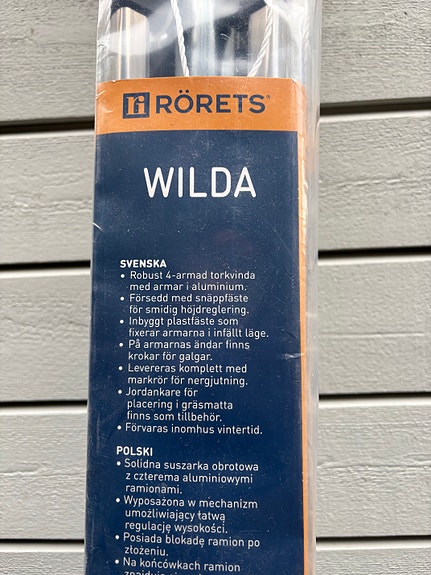 RÖRETS
WILDA
SVENSKA
• Robust 4-armad torkvinda
med armar i aluminium.
• Försedd med snäppfäste
för smidig höjdreglering.
• Inbyggt plastfäste som
fixerar armarna i infällt läge.
• På armarnas ändar finns
krokar för galgar.
• Levereras komplett med
markrör för nergjutning.
• Jordankare för
placering i gräsmatta
finns som tillbehör.
• Förvaras inomhus vintertid.
POLSKI
• Solidna suszarka obrotowa
z czterema aluminiowymi
ramionami.
• Wyposażona w mechanizm
umożliwiający łatwą
regulację wysokości.
• Posiada blokadę ramion po
złożeniu.
• Na końcówkach ramion